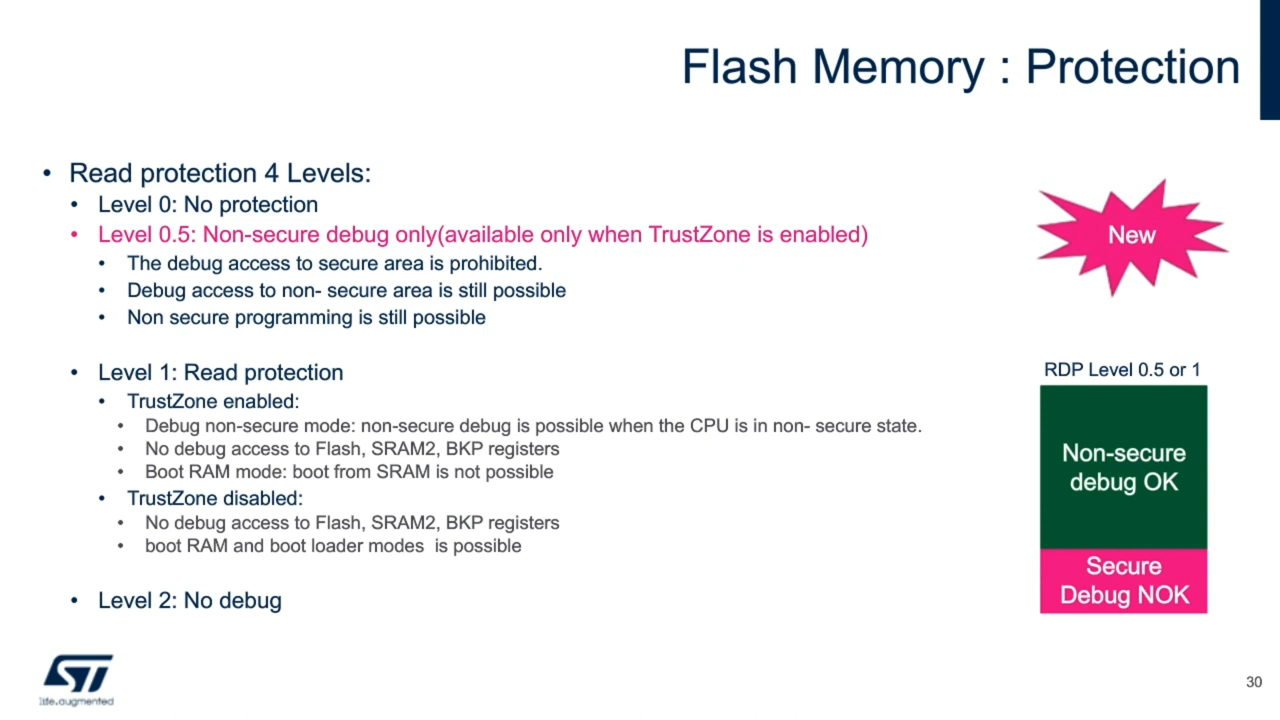 Flash Memory : Protection
• Read protection 4 Levels:
• Level 0: No protection
• Level 0.5: Non-secure debug only(available only when TrustZone is enabled)
• The debug access to secure area is prohibited.
• Debug access to non- secure area is still possible
• Non secure programming is still possible
New
• Level 1: Read protection
• TrustZone enabled:
• Debug non-secure mode: non-secure debug is possible when the CPU is in non- secure state.
• No debug access to Flash, SRAM2, BKP registers
• Boot RAM mode: boot from SRAM is not possible
• TrustZone disabled:
• No debug access to Flash, SRAM2, BKP registers
• boot RAM and boot loader modes  is possible
• Level 2: No debug
RDP Level 0.5 or 1
Non-secure
debug OK
Secure
Debug NOK
ST
life.augmented
30